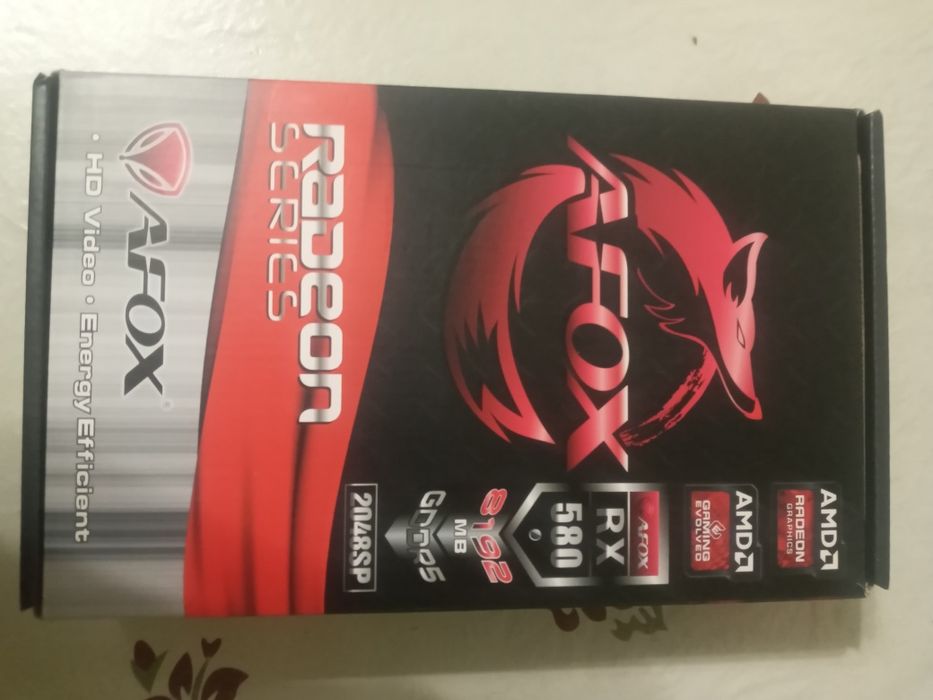 AMD
RADEON
GRAPHICS
AMD
GAMING
EVOLVED
AFOX
AFOX
RX
580
8192
MB
GDDR5
2048SP
RADEON
SERIES
AFOX
• HD Video • Energy Efficient